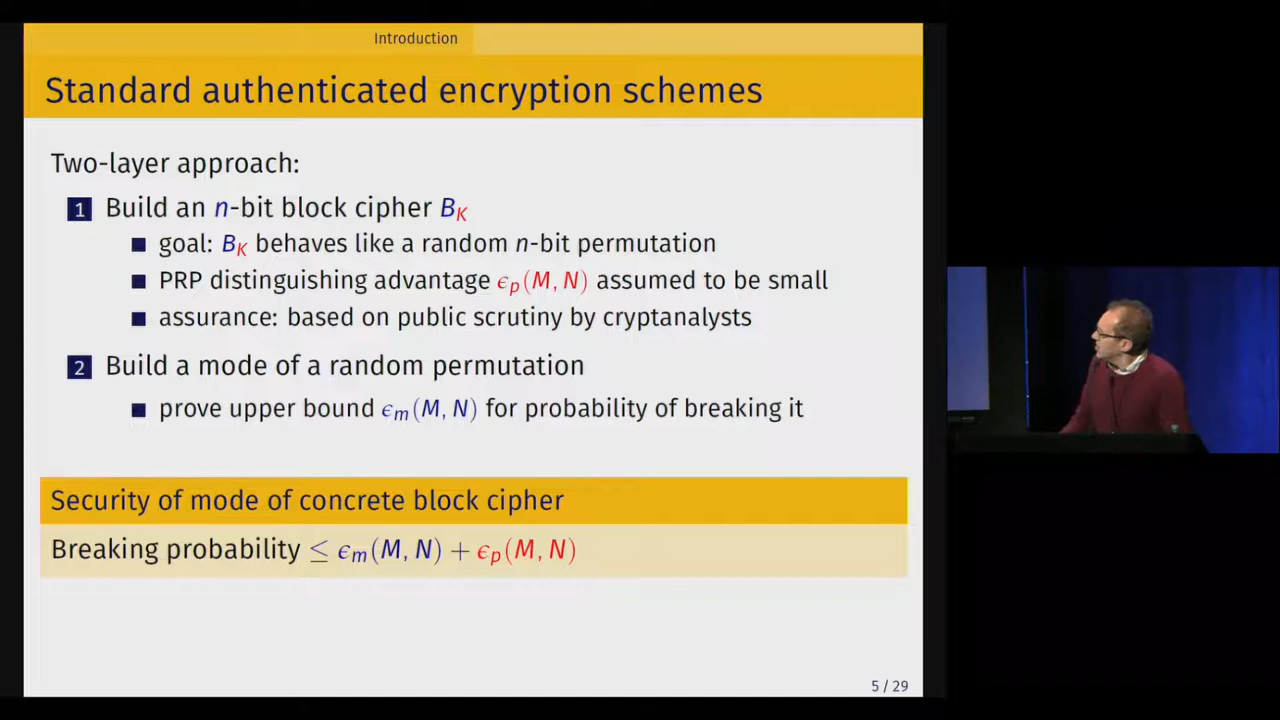 Introduction
Standard authenticated encryption schemes
Two-layer approach:
1 Build an n-bit block cipher B_K
■ goal: B_K behaves like a random n-bit permutation
■ PRP distinguishing advantage ϵ_p(M, N) assumed to be small
■ assurance: based on public scrutiny by cryptanalysts
2 Build a mode of a random permutation
■ prove upper bound ϵ_m(M, N) for probability of breaking it
Security of mode of concrete block cipher
Breaking probability ≤ ϵ_m(M, N) + ϵ_p(M, N)
5 / 29